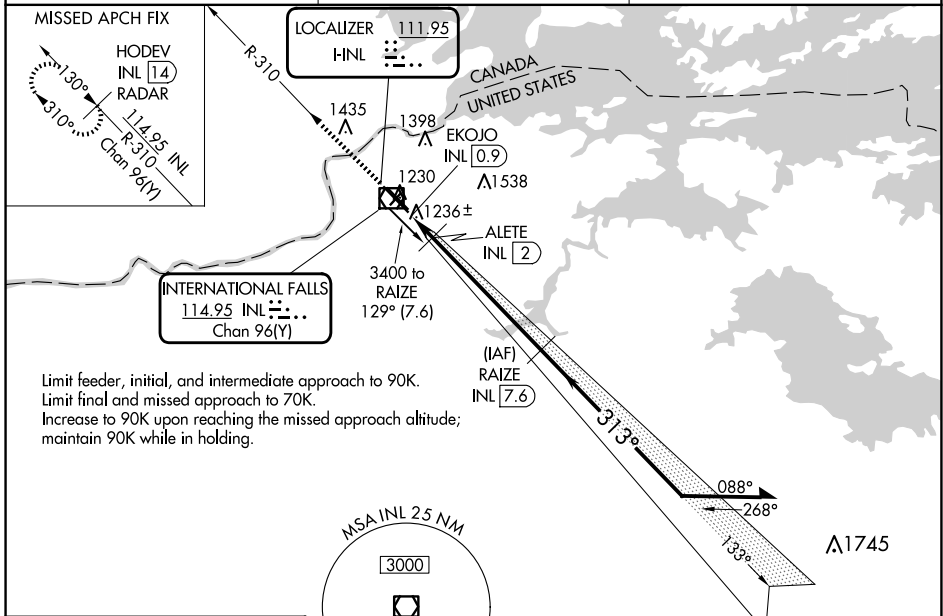 MISSED APCH FIX
HODEV
INL 14
RADAR
130°
310°
114.95 INL
R-310
Chan 96(Y)
LOCALIZER 111.95
I-INL
R-310
CANADA
UNITED STATES
1435
1398
EKOJO
INL 0.9
1230
1538
1236±
ALETE
INL 2
3400 to
RAIZE
129° (7.6)
INTERNATIONAL FALLS
114.95 INL
Chan 96(Y)
(IAF)
RAIZE
INL 7.6
Limit feeder, initial, and intermediate approach to 90K.
Limit final and missed approach to 70K.
Increase to 90K upon reaching the missed approach altitude;
maintain 90K while in holding.
313°
088°
268°
133°
1745
MSA INL 25 NM
3000